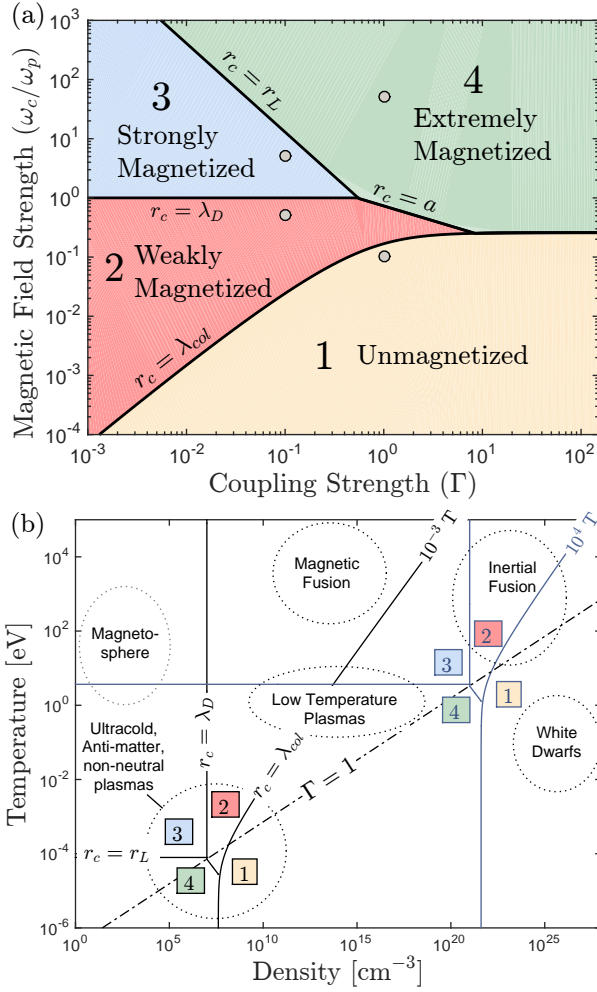 (a)
Magnetic Field Strength (ω_c/ω_p)
10^3
10^2
10^1
10^0
10^-1
10^-2
10^-3
10^-4
3
Strongly
Magnetized
r_c = r_L
4
Extremely
Magnetized
r_c = a
r_c = λ_D
2 Weakly
Magnetized
r_c = λ_col
1 Unmagnetized
10^-3
10^-2
10^-1
10^0
10^1
10^2
Coupling Strength (Γ)
(b)
Temperature [eV]
10^4
10^2
10^0
10^-2
10^-4
10^-6
Magnetic
Fusion
10^-3 T
Inertial
Fusion
10^4 T
Magneto-
sphere
2
3
Low Temperature
Plasmas
4
1
r_c = λ_D
Ultracold,
Anti-matter,
non-neutral
plasmas
r_c = λ_col
Γ = 1
White
Dwarfs
2
3
r_c = r_L
4
1
10^0
10^5
10^10
10^15
10^20
10^25
Density [cm^-3]